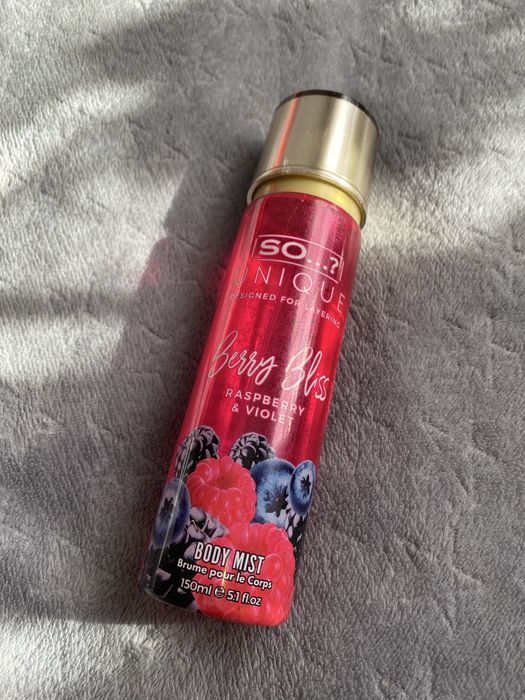 SO...?
UNIQUE
DESIGNED FOR LAYERING
Berry Bliss
RASPBERRY
& VIOLET
BODY MIST
Brume pour le Corps
150ml e 5.1 fl.oz